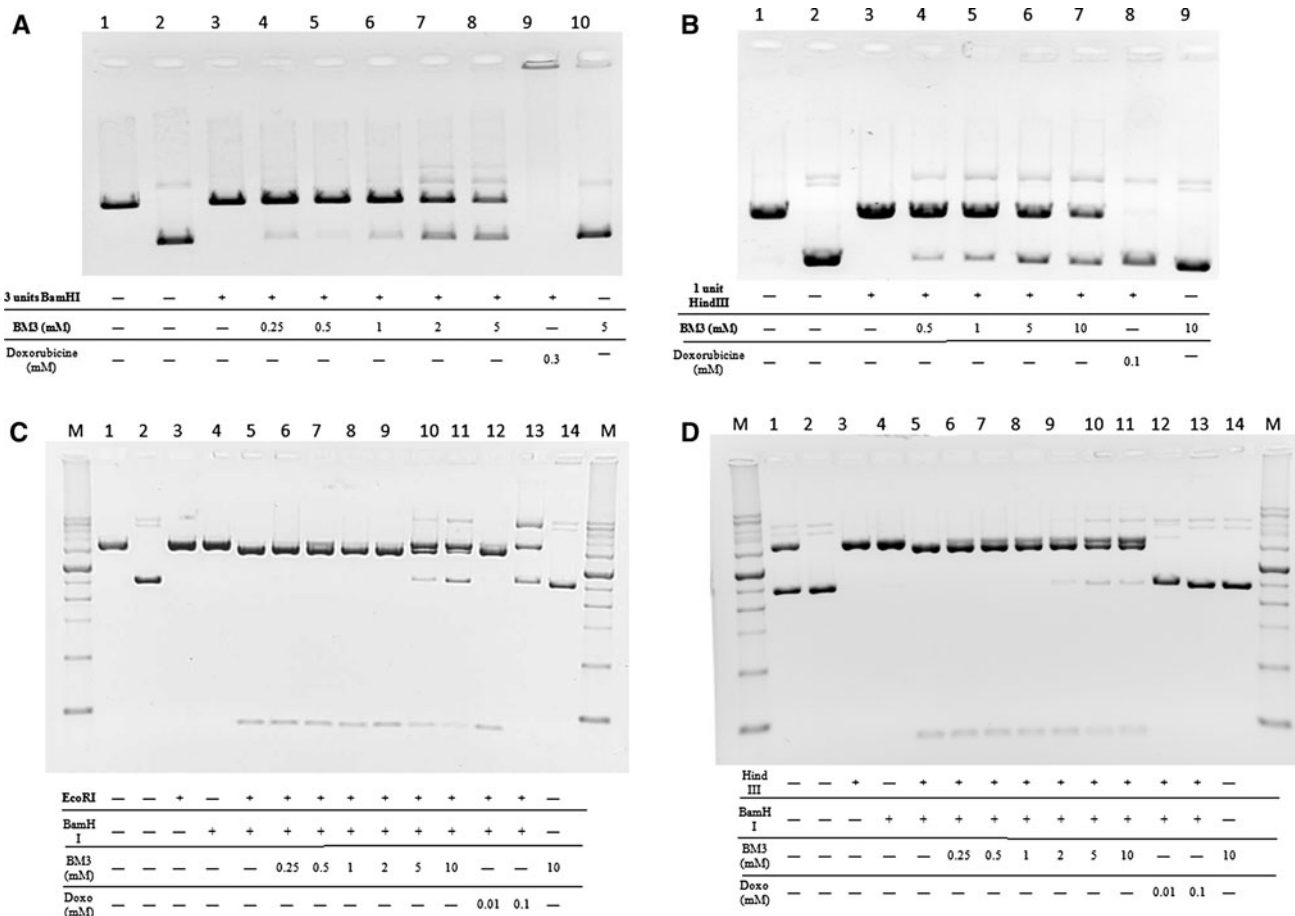 A
1 2 3 4 5 6 7 8 9 10
3 units BamHI — — + + + + + + + —
BM3 (mM) — — — 0.25 0.5 1 2 5 — 5
Doxorubicine
(mM) — — — — — — — — 0.3 —
B
1 2 3 4 5 6 7 8 9
1 unit
HindIII — — + + + + + + —
BM3 (mM) — — — 0.5 1 5 10 — 10
Doxorubicine
(mM) — — — — — — — 0.1 —
C
M 1 2 3 4 5 6 7 8 9 10 11 12 13 14 M
EcoRI — — + — + + + + + + + + + —
BamH
I — — — + + + + + + + + + + —
BM3
(mM) — — — — — 0.25 0.5 1 2 5 10 — — 10
Doxo
(mM) — — — — — — — — — — — 0.01 0.1 —
D
M 1 2 3 4 5 6 7 8 9 10 11 12 13 14 M
Hind
III — — + — + + + + + + + + + —
BamH
I — — — + + + + + + + + + + —
BM3
(mM) — — — — — 0.25 0.5 1 2 5 10 — — 10
Doxo
(mM) — — — — — — — — — — — 0.01 0.1 —